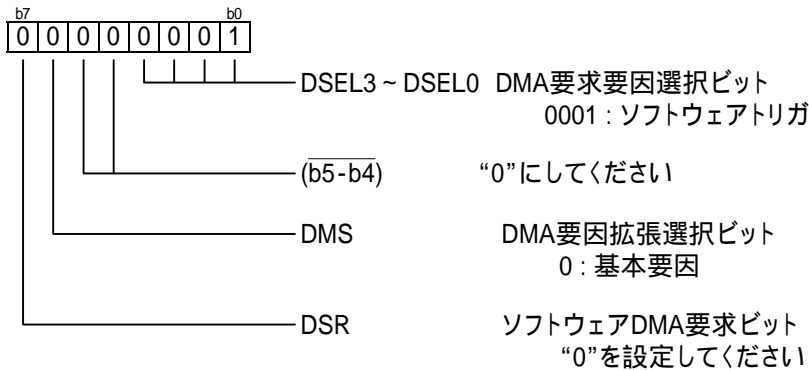 b7 b0
0 0 0 0 0 0 0 1
DSEL3 ~ DSEL0 DMA要求要因選択ビット
0001 : ソフトウェアトリガ
(b5-b4) “0”にしてください
DMS DMA要因拡張選択ビット
0 : 基本要因
DSR ソフトウェアDMA要求ビット
“0”を設定してください